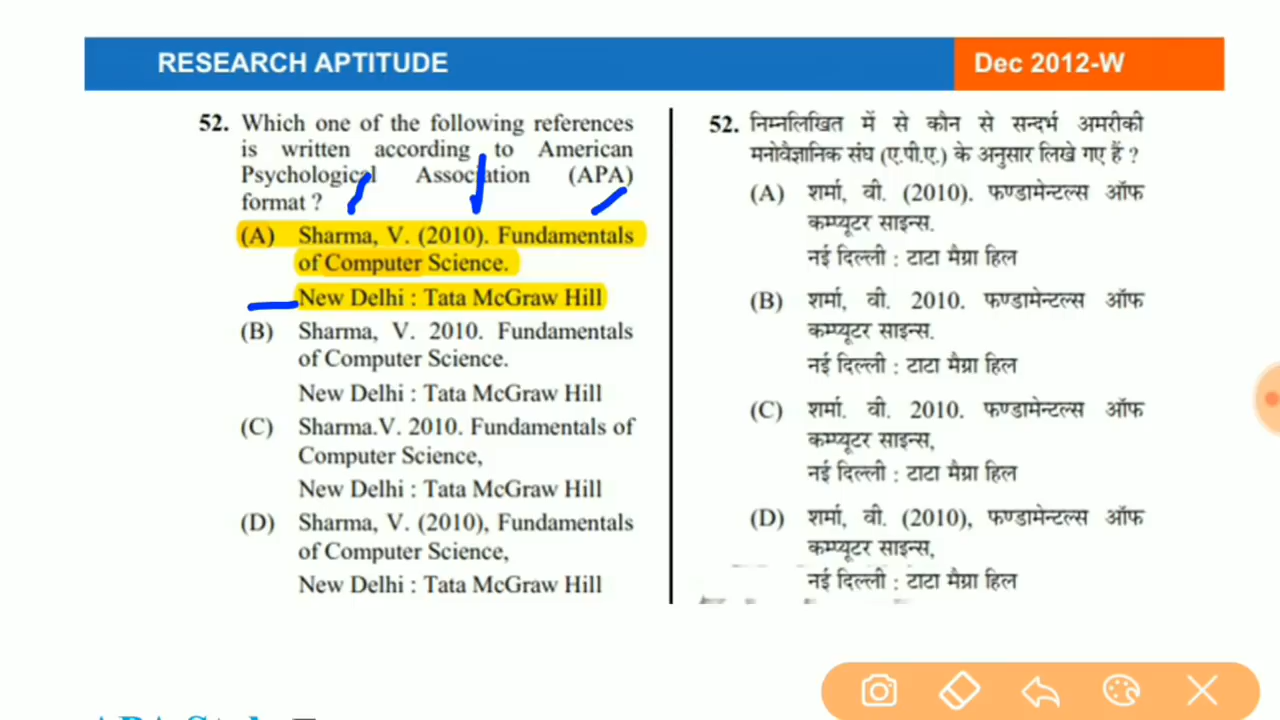 RESEARCH APTITUDE
Dec 2012-W
52. Which one of the following references
is written according to American
Psychological Association (APA)
format ?
(A) Sharma, V. (2010). Fundamentals
of Computer Science.
New Delhi : Tata McGraw Hill
(B) Sharma, V. 2010. Fundamentals
of Computer Science.
New Delhi : Tata McGraw Hill
(C) Sharma.V. 2010. Fundamentals of
Computer Science,
New Delhi : Tata McGraw Hill
(D) Sharma, V. (2010), Fundamentals
of Computer Science,
New Delhi : Tata McGraw Hill
52. निम्नलिखित में से कौन से सन्दर्भ अमरीकी
मनोवैज्ञानिक संघ (ए.पी.ए.) के अनुसार लिखे गए हैं ?
(A) शर्मा, वी. (2010). फण्डामेन्टल्स ऑफ
कम्प्यूटर साइन्स.
नई दिल्ली : टाटा मैग्रा हिल
(B) शर्मा, वी. 2010. फण्डामेन्टल्स ऑफ
कम्प्यूटर साइन्स.
नई दिल्ली : टाटा मैग्रा हिल
(C) शर्मा. वी. 2010. फण्डामेन्टल्स ऑफ
कम्प्यूटर साइन्स,
नई दिल्ली : टाटा मैग्रा हिल
(D) शर्मा, वी. (2010), फण्डामेन्टल्स ऑफ
कम्प्यूटर साइन्स,
नई दिल्ली : टाटा मैग्रा हिल